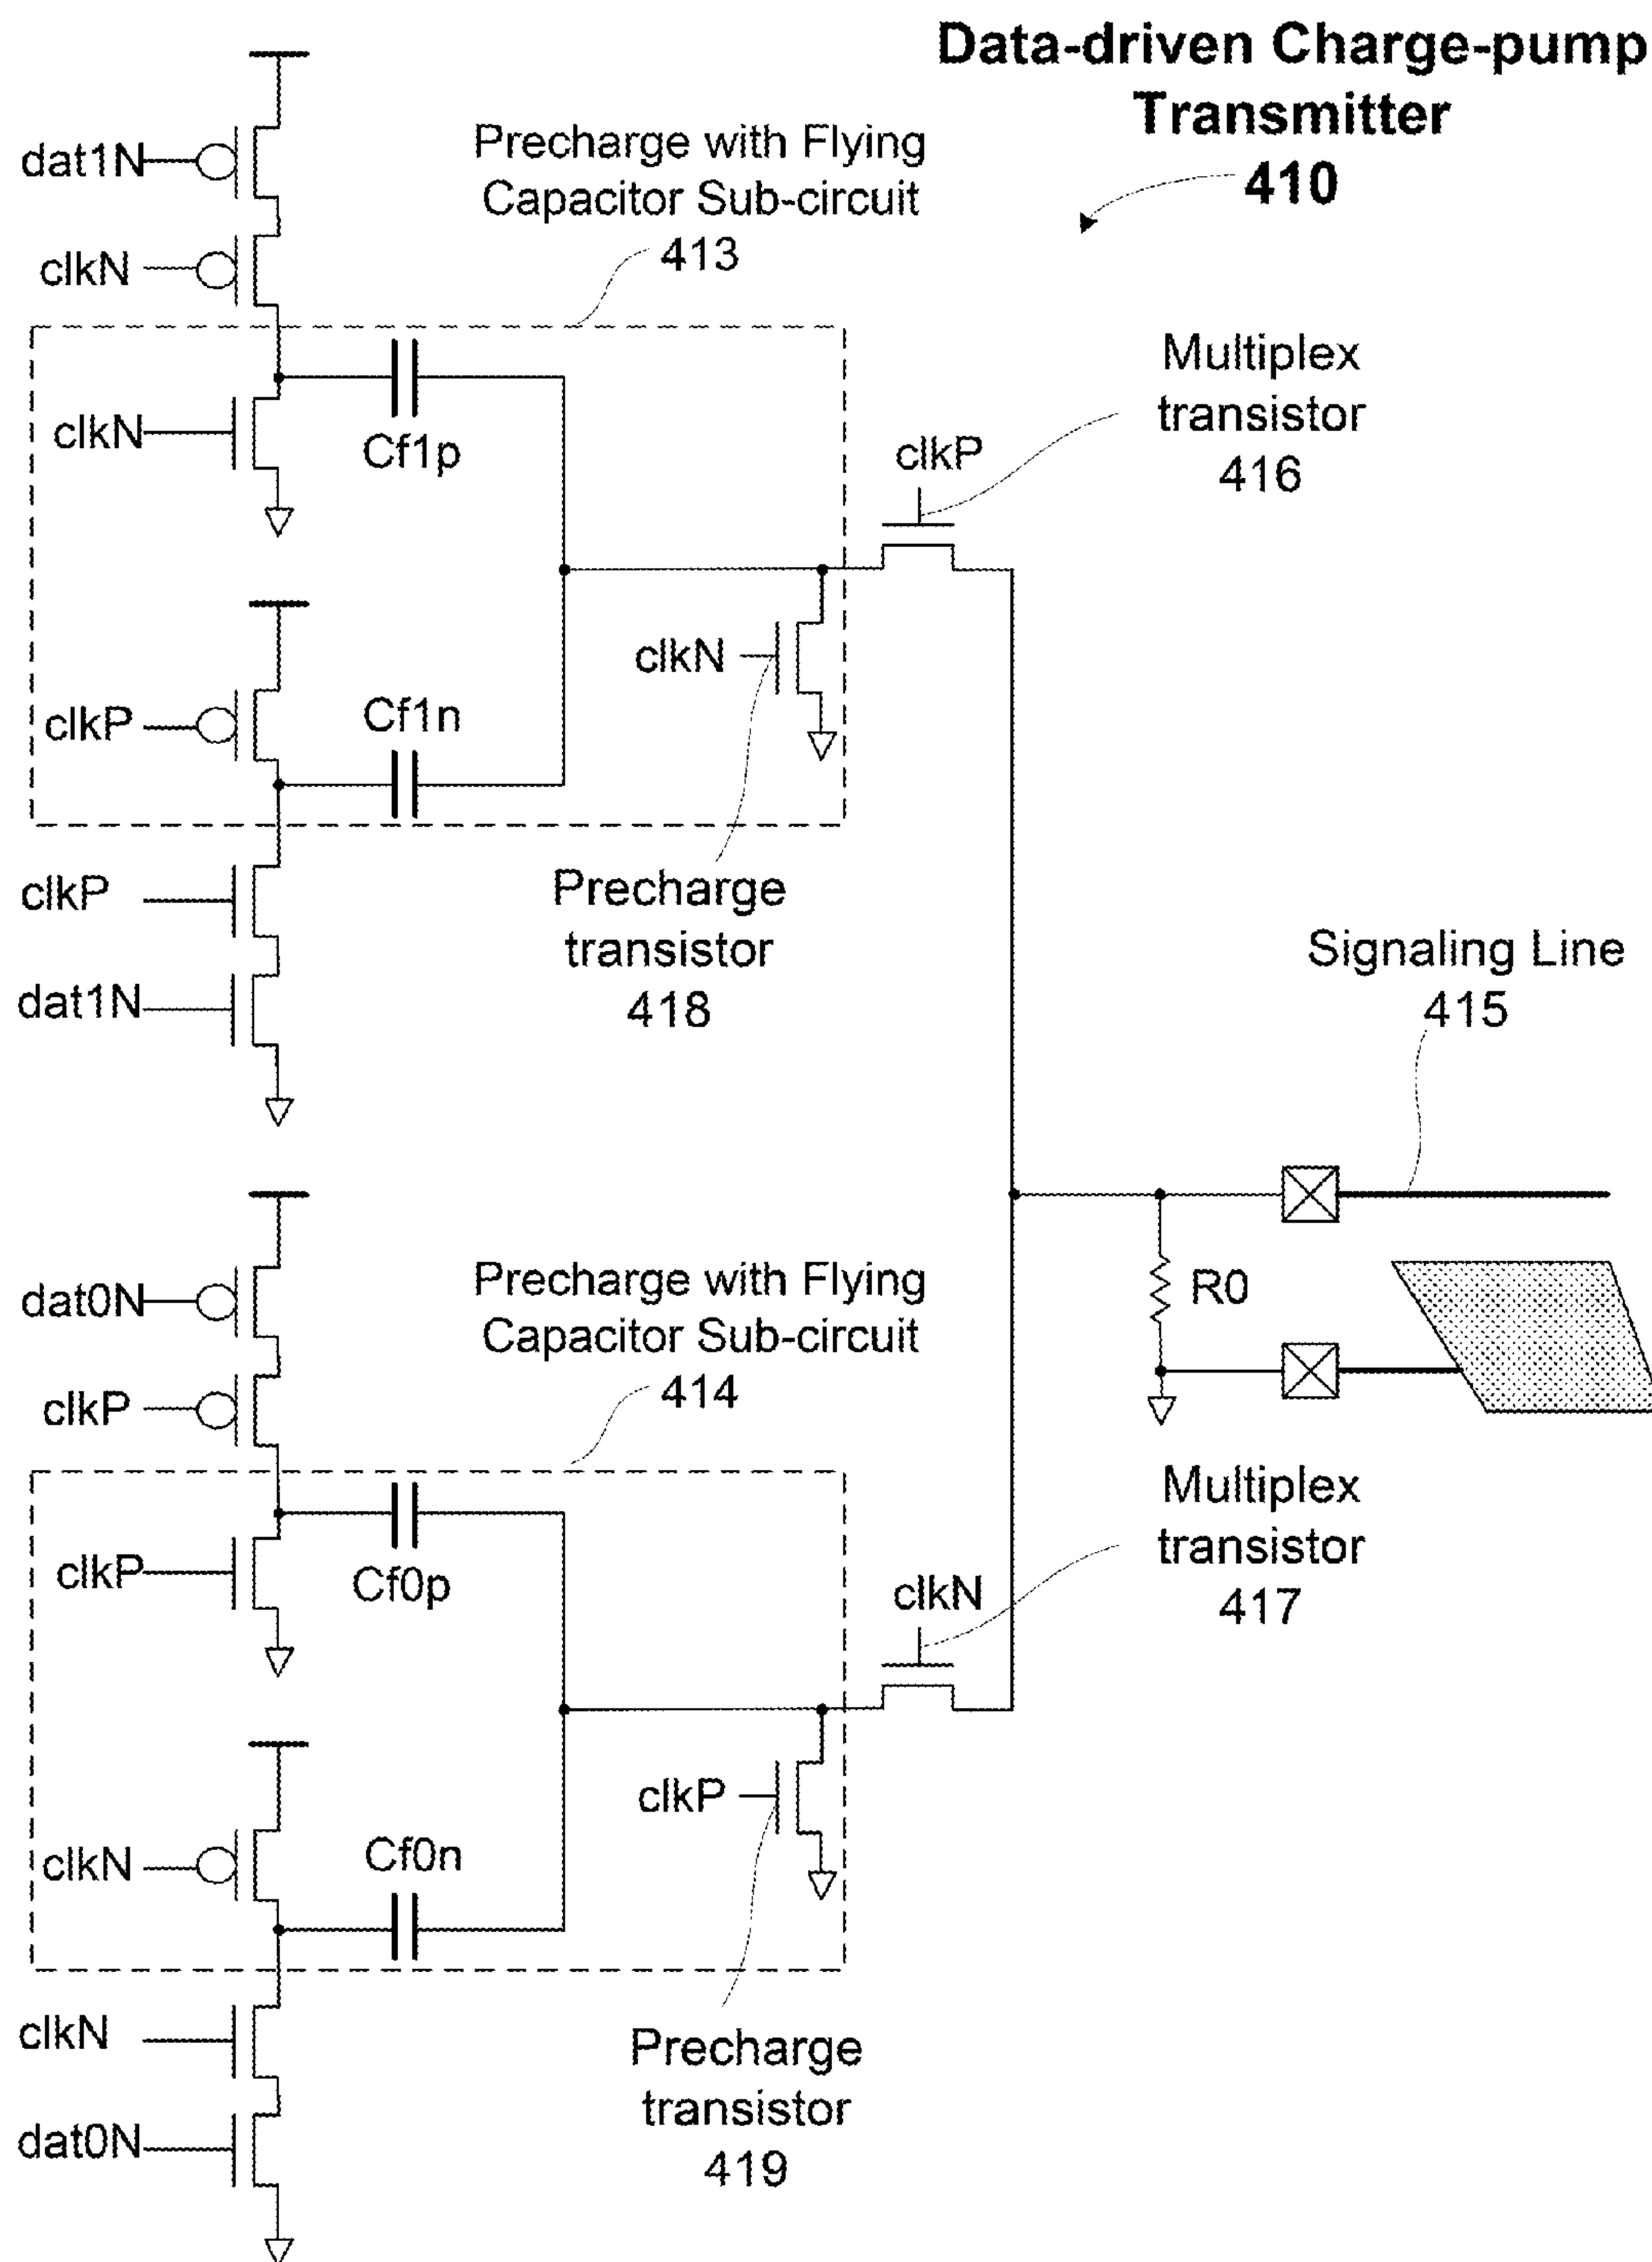 Data-driven Charge-pump
Transmitter
410
dat1N
Precharge with Flying
Capacitor Sub-circuit
413
clkN
Multiplex
transistor
416
clkN
Cf1p
clkP
clkN
clkP
Cf1n
clkP
Precharge
transistor
418
dat1N
Signaling Line
415
dat0N
Precharge with Flying
Capacitor Sub-circuit
414
R0
clkP
Multiplex
transistor
417
clkP
Cf0p
clkN
clkP
clkN
Cf0n
clkN
Precharge
transistor
419
dat0N